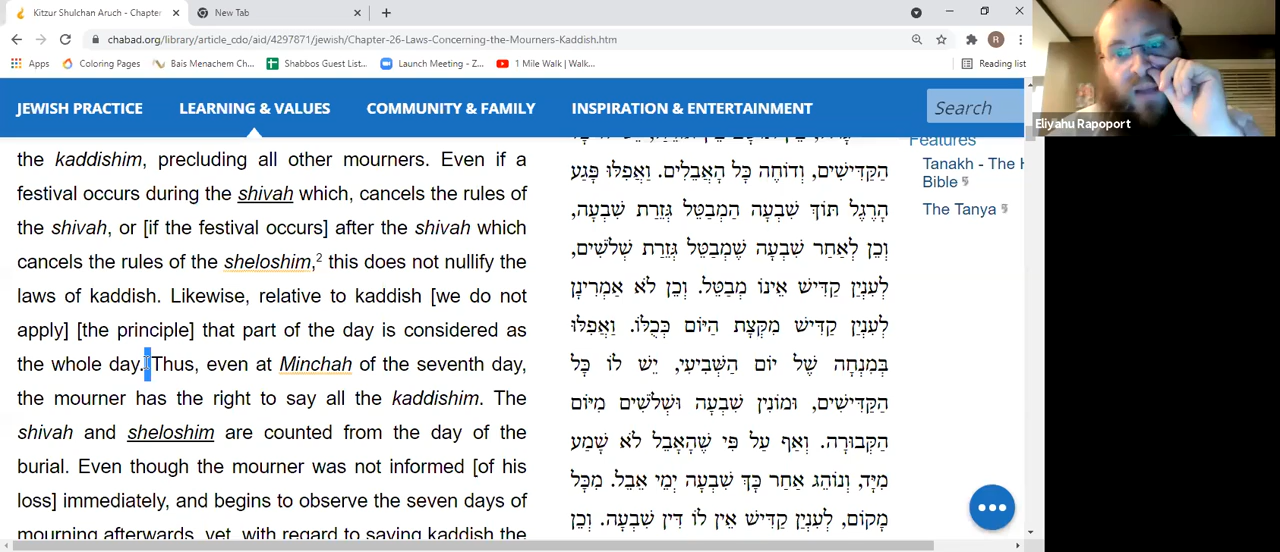 Kitzur Shulchan Aruch - Chapter
New Tab
chabad.org/library/article_cdo/aid/4297871/jewish/Chapter-26-Laws-Concerning-the-Mourners-Kaddish.htm
R
Apps
Coloring Pages
Bais Menachem Ch...
Shabbos Guest List...
Launch Meeting - Z...
1 Mile Walk | Walk...
Reading list
JEWISH PRACTICE
LEARNING & VALUES
COMMUNITY & FAMILY
INSPIRATION & ENTERTAINMENT
Search
Eliyahu Rapoport
the kaddishim, precluding all other mourners. Even if a
festival occurs during the shivah which, cancels the rules of
the shivah, or [if the festival occurs] after the shivah which
cancels the rules of the sheloshim,2 this does not nullify the
laws of kaddish. Likewise, relative to kaddish [we do not
apply] [the principle] that part of the day is considered as
the whole day. Thus, even at Minchah of the seventh day,
the mourner has the right to say all the kaddishim. The
shivah and sheloshim are counted from the day of the
burial. Even though the mourner was not informed [of his
loss] immediately, and begins to observe the seven days of
mourning afterwards, yet, with regard to saying kaddish the
הַקַּדִּישִׁים, וְדוֹחֶה כָּל הָאֲבֵלִים. וַאֲפִלּוּ פָּגַע
הָרֶגֶל תּוֹךְ שִׁבְעָה הַמְבַטֵּל גְּזֵרַת שִׁבְעָה,
וְכֵן לְאַחַר שִׁבְעָה שֶׁמְבַטֵּל גְּזֵרַת שְׁלֹשִׁים,
לְעִנְיַן קַדִּישׁ אֵינוֹ מְבַטֵּל. וְכֵן לֹא אַמְרִינָן
לְעִנְיַן קַדִּישׁ מִקְצָת הַיּוֹם כְּכֻלּוֹ. וַאֲפִלּוּ
בְּמִנְחָה שֶׁל יוֹם הַשְּׁבִיעִי, יֵשׁ לוֹ כָּל
הַקַּדִּישִׁים, וּמוֹנִין שִׁבְעָה וּשְׁלֹשִׁים מִיּוֹם
הַקְּבוּרָה. וְאַף עַל פִּי שֶׁהָאָבֵל לֹא שָׁמַע
מִיָּד, וְנוֹהֵג אַחַר כָּךְ שִׁבְעָה יְמֵי אֵבֶל. מִכָּל
מָקוֹם, לְעִנְיַן קַדִּישׁ אֵין לוֹ דִּין שִׁבְעָה. וְכֵן
Features
Tanakh - The H
Bible
The Tanya